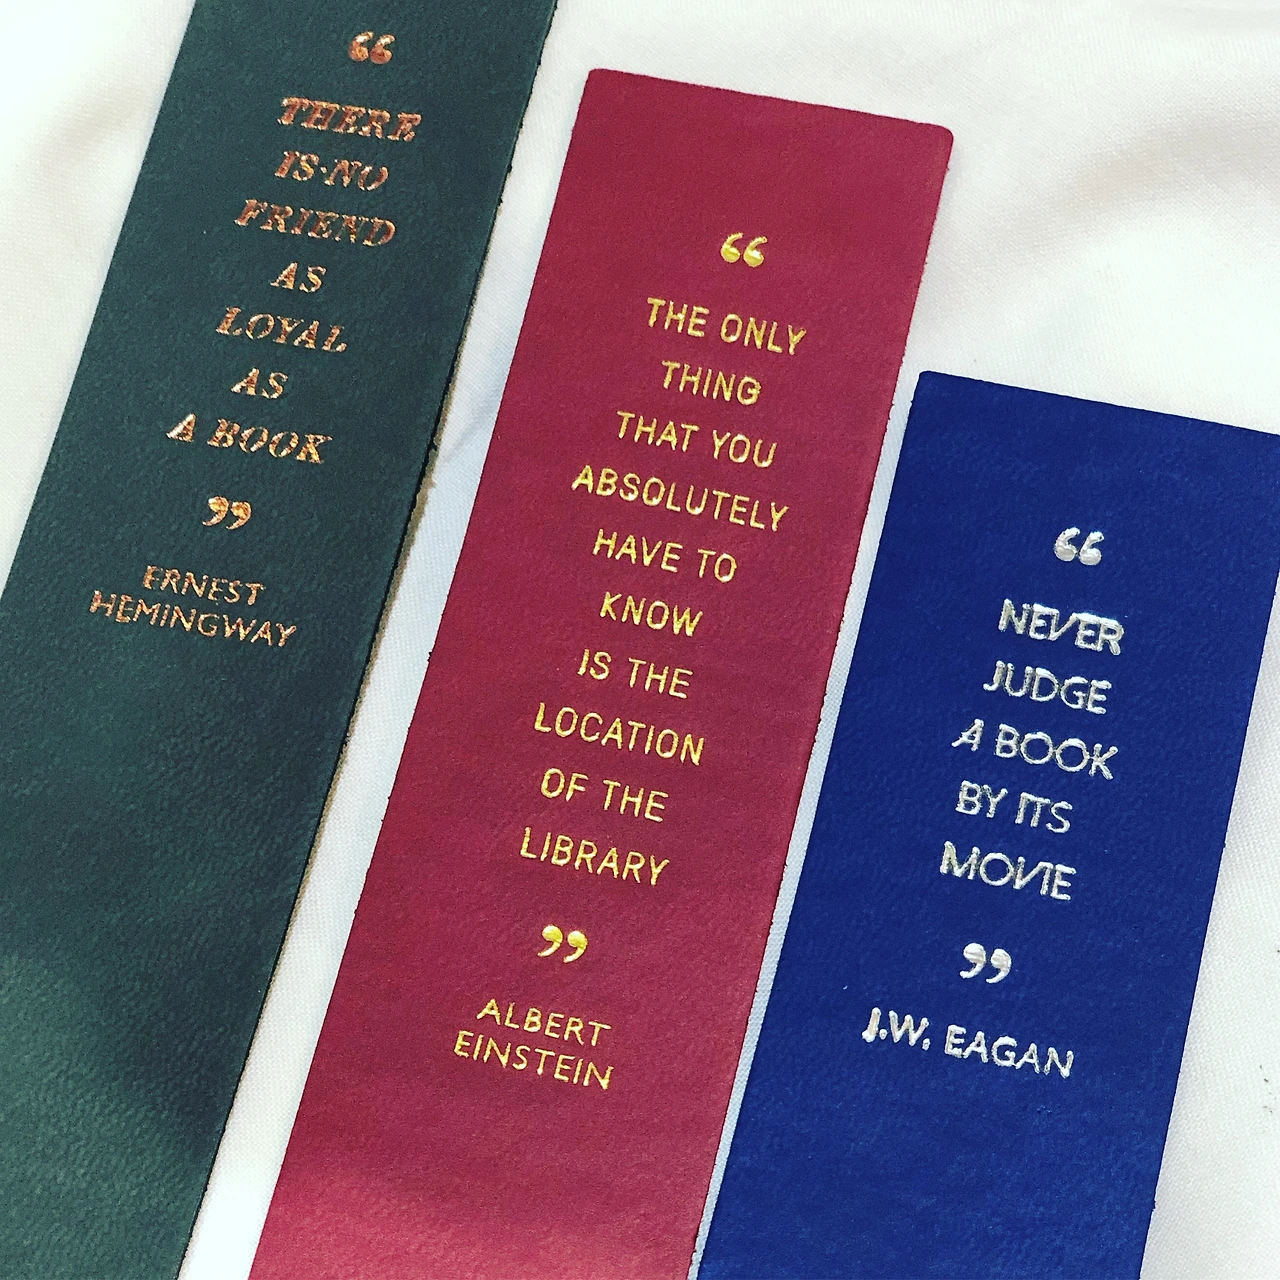 “
THERE
IS NO
FRIEND
AS
LOYAL
AS
A BOOK
”
ERNEST
HEMINGWAY
“
THE ONLY
THING
THAT YOU
ABSOLUTELY
HAVE TO
KNOW
IS THE
LOCATION
OF THE
LIBRARY
”
ALBERT
EINSTEIN
“
NEVER
JUDGE
A BOOK
BY ITS
MOVIE
”
J.W. EAGAN